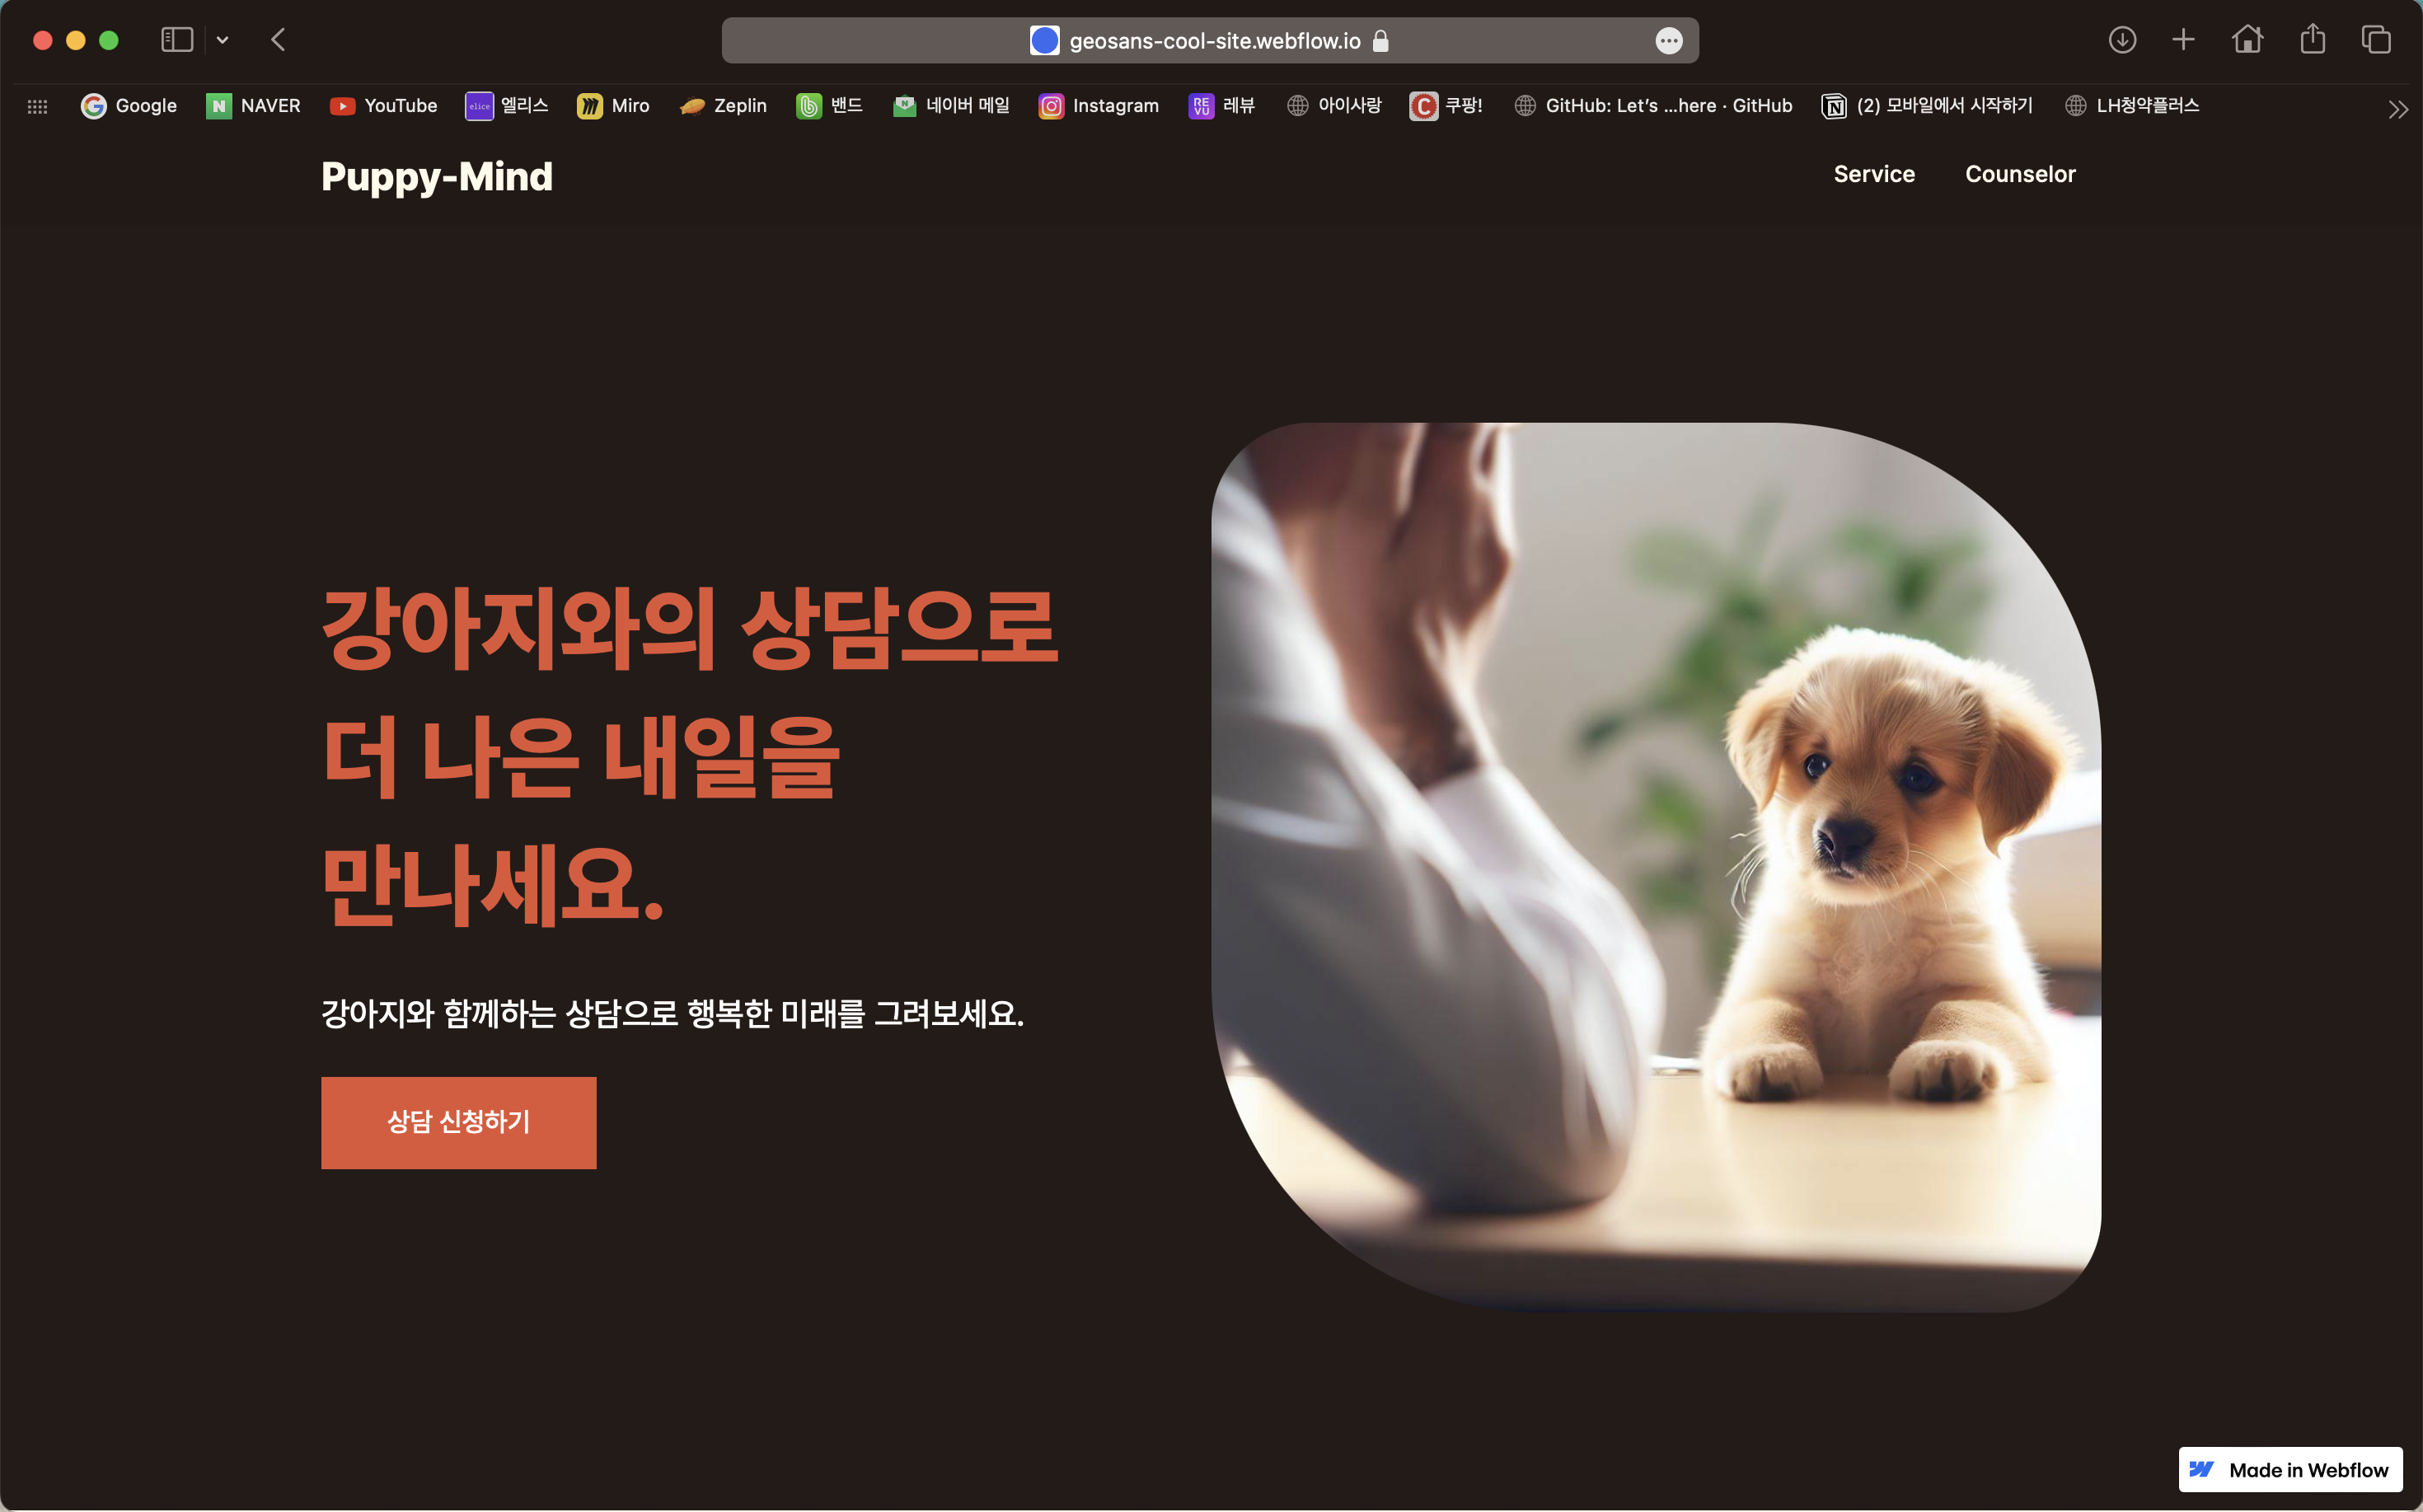 geosans-cool-site.webflow.io
Google NAVER YouTube elice 엘리스 Miro Zeplin 밴드 네이버 메일 Instagram REVU 레뷰 아이사랑 쿠팡! GitHub: Let's ...here · GitHub (2) 모바일에서 시작하기 LH청약플러스
Puppy-Mind
Service Counselor
강아지와의 상담으로
더 나은 내일을
만나세요.
강아지와 함께하는 상담으로 행복한 미래를 그려보세요.
상담 신청하기
Made in Webflow